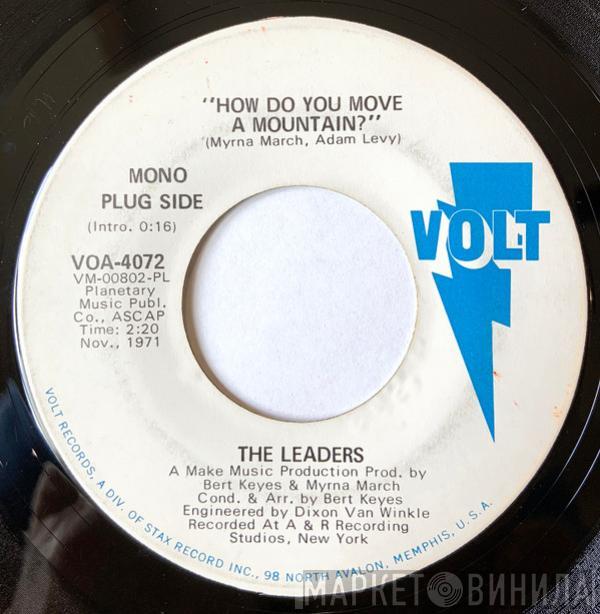 "HOW DO YOU MOVE
A MOUNTAIN?"
(Myrna March, Adam Levy)
MONO
PLUG SIDE
(Intro. 0:16)
VOA-4072
VM-00802-PL
Planetary
Music Publ.
Co., ASCAP
Time: 2:20
Nov., 1971
VOLT
THE LEADERS
A Make Music Production Prod. by
Bert Keyes & Myrna March
Cond. & Arr. by Bert Keyes
Engineered by Dixon Van Winkle
Recorded At A & R Recording
Studios, New York
VOLT RECORDS, A DIV. OF STAX RECORD INC., 98 NORTH AVALON, MEMPHIS, U.S.A.
МАРКЕТ ВИНИЛА